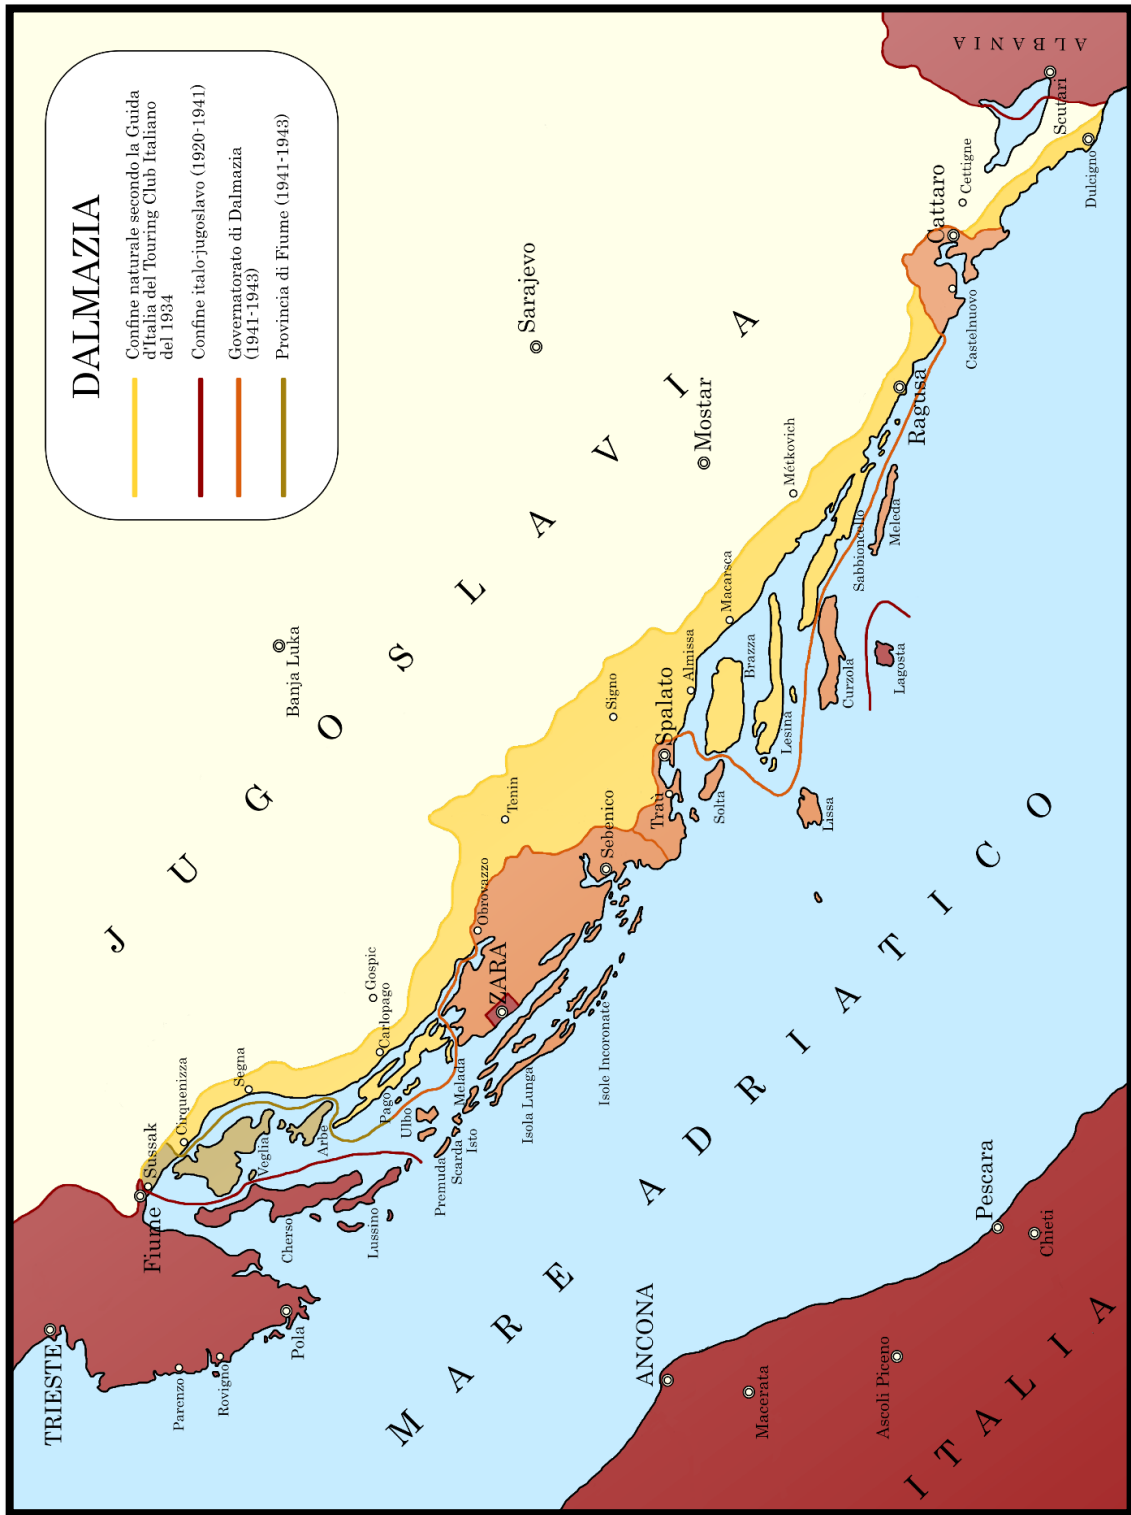 DALMAZIA
Confine naturale secondo la Guida
d'Italia del Touring Club Italiano
del 1934
Confine italo-jugoslavo (1920-1941)
Governatorato di Dalmazia
(1941-1943)
Provincia di Fiume (1941-1943)
JUGOSLAVIA
MARE ADRIATICO
ITALIA
ALBANIA
TRIESTE
Parenzo
Rovigno
Pola
Fiume
Sussak
Cirquenizza
Segna
Veglia
Arbe
Cherso
Lussino
Carlopago
Gospic
Pago
Ulbo
Premuda
Scarda
Isto
Melada
Isola Lunga
ZARA
Obrovazzo
Isole Incoronate
Tenin
Sebenico
Signo
Traù
Spalato
Almissa
Solta
Brazza
Macarsca
Lesina
Lissa
Curzola
Lagosta
Sabbioncello
Meleda
Métkovich
Mostar
Sarajevo
Banja Luka
Ragusa
Castelnuovo
Cattaro
Cettigne
Dulcigno
Scutari
ANCONA
Macerata
Ascoli Piceno
Pescara
Chieti